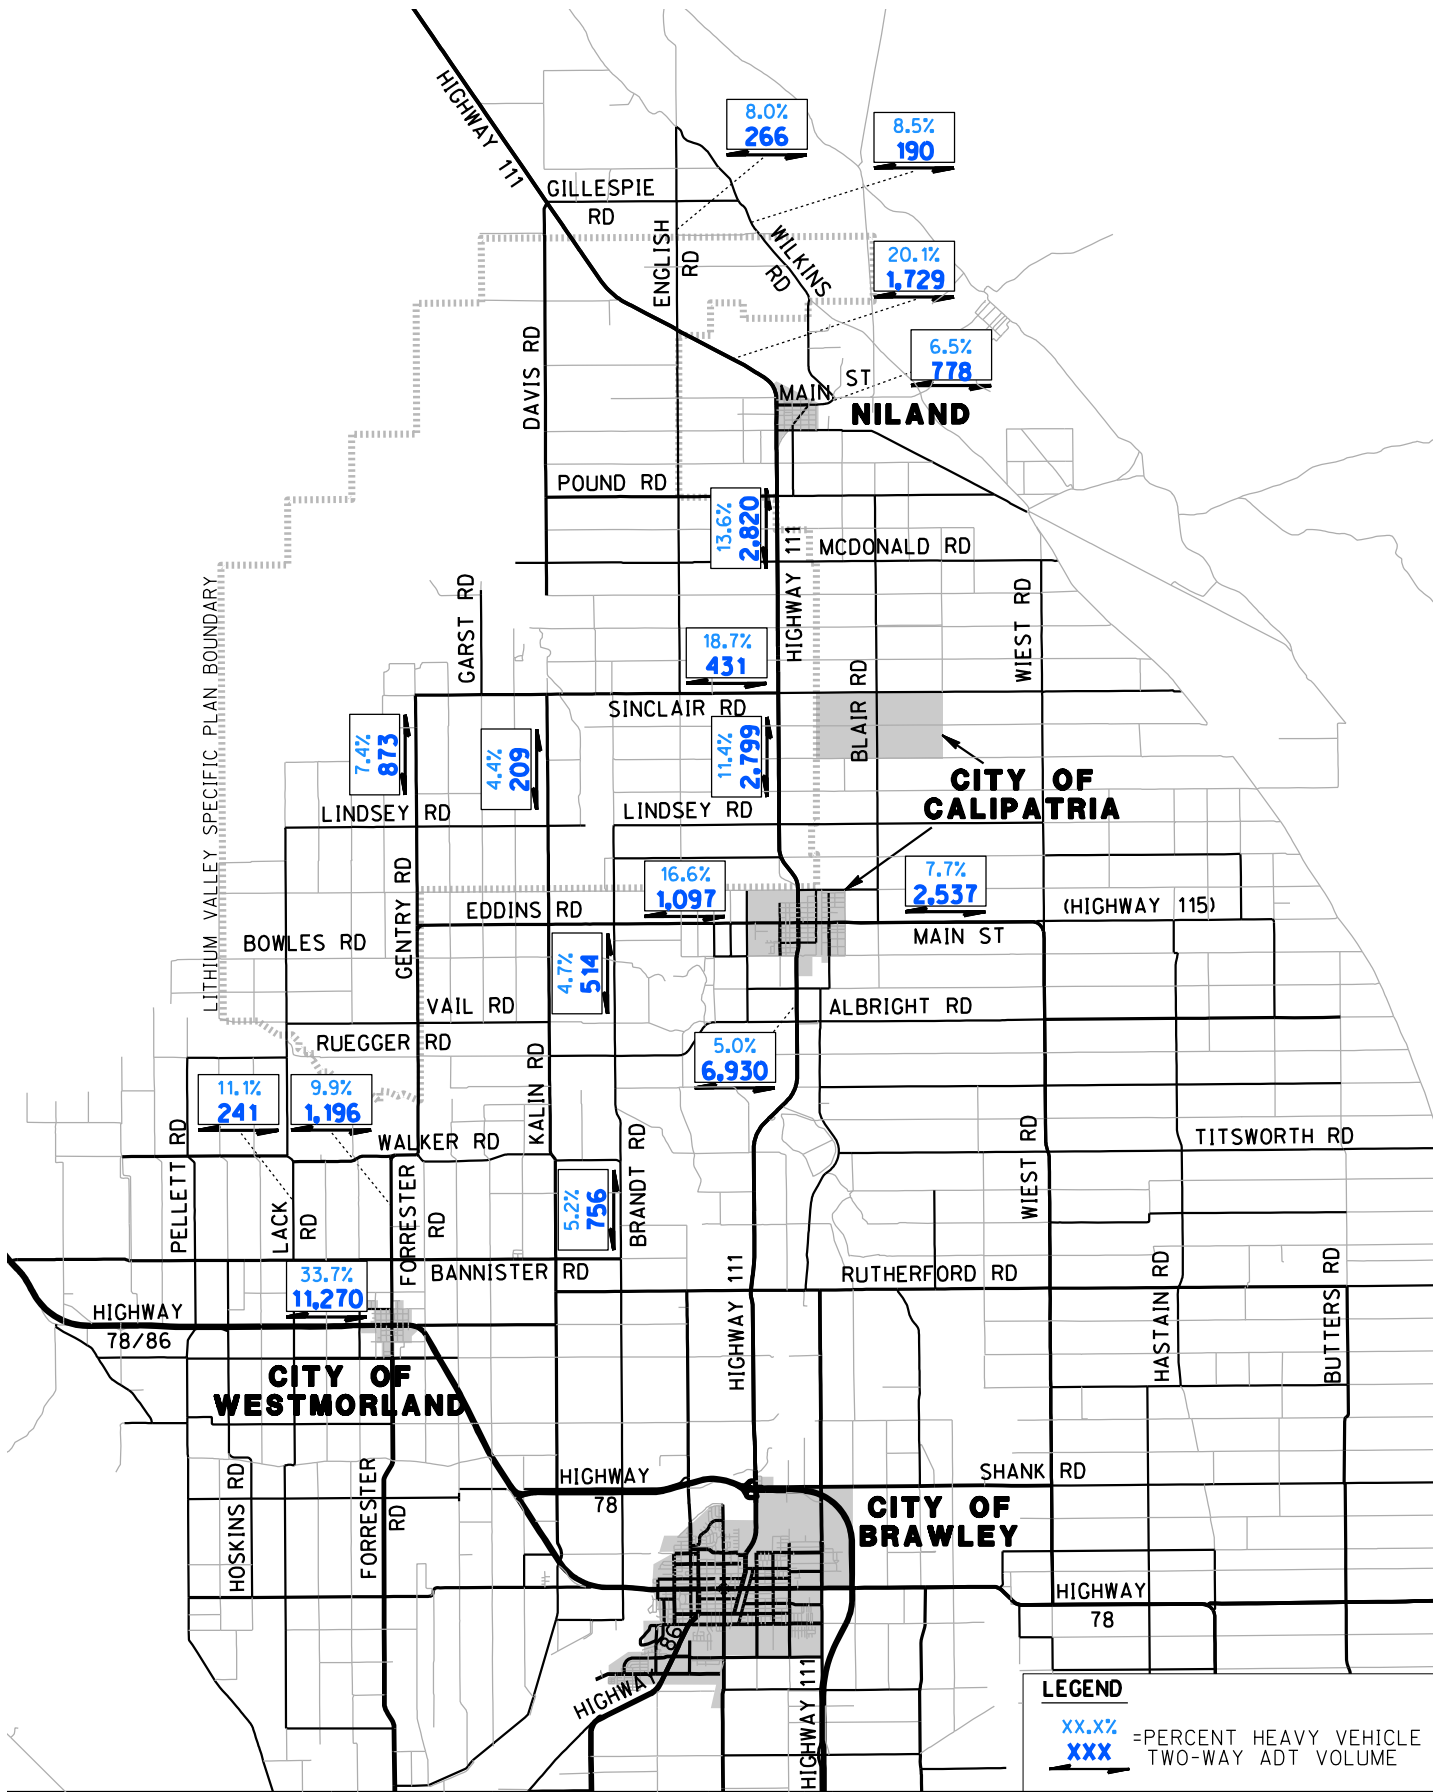 HIGHWAY 111
8.0%
266
8.5%
190
GILLESPIE
RD
ENGLISH
RD
WILKINS
RD
20.1%
1,729
DAVIS RD
6.5%
778
MAIN ST
NILAND
POUND RD
13.6%
2,820
HIGHWAY 111
MCDONALD RD
GARST RD
WIEST RD
18.7%
431
BLAIR RD
SINCLAIR RD
LITHIUM VALLEY SPECIFIC PLAN BOUNDARY
7.4%
873
4.4%
209
11.4%
2,799
CITY OF
CALIPATRIA
LINDSEY RD
LINDSEY RD
GENTRY RD
16.6%
1,097
7.7%
2,537
EDDINS RD
(HIGHWAY 115)
BOWLES RD
MAIN ST
4.7%
514
VAIL RD
ALBRIGHT RD
RUEGGER RD
KALIN RD
5.0%
6,930
11.1%
241
9.9%
1,196
PELLETT RD
WALKER RD
BRANDT RD
WIEST RD
TITSWORTH RD
LACK
RD
FORRESTER
RD
5.2%
756
33.7%
11,270
BANNISTER RD
HIGHWAY 111
RUTHERFORD RD
HASTAIN RD
BUTTERS RD
HIGHWAY
78/86
CITY OF
WESTMORLAND
HOSKINS RD
FORRESTER
RD
HIGHWAY
78
SHANK RD
CITY OF
BRAWLEY
HIGHWAY
78
HIGHWAY 86
HIGHWAY 111
LEGEND
XX.X%
XXX
=PERCENT HEAVY VEHICLE
TWO-WAY ADT VOLUME